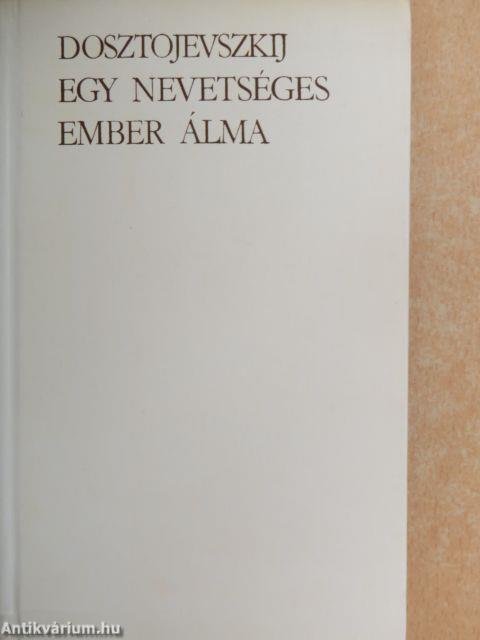 DOSZTOJEVSZKIJ
EGY NEVETSÉGES
EMBER ÁLMA
Antikvárium.hu